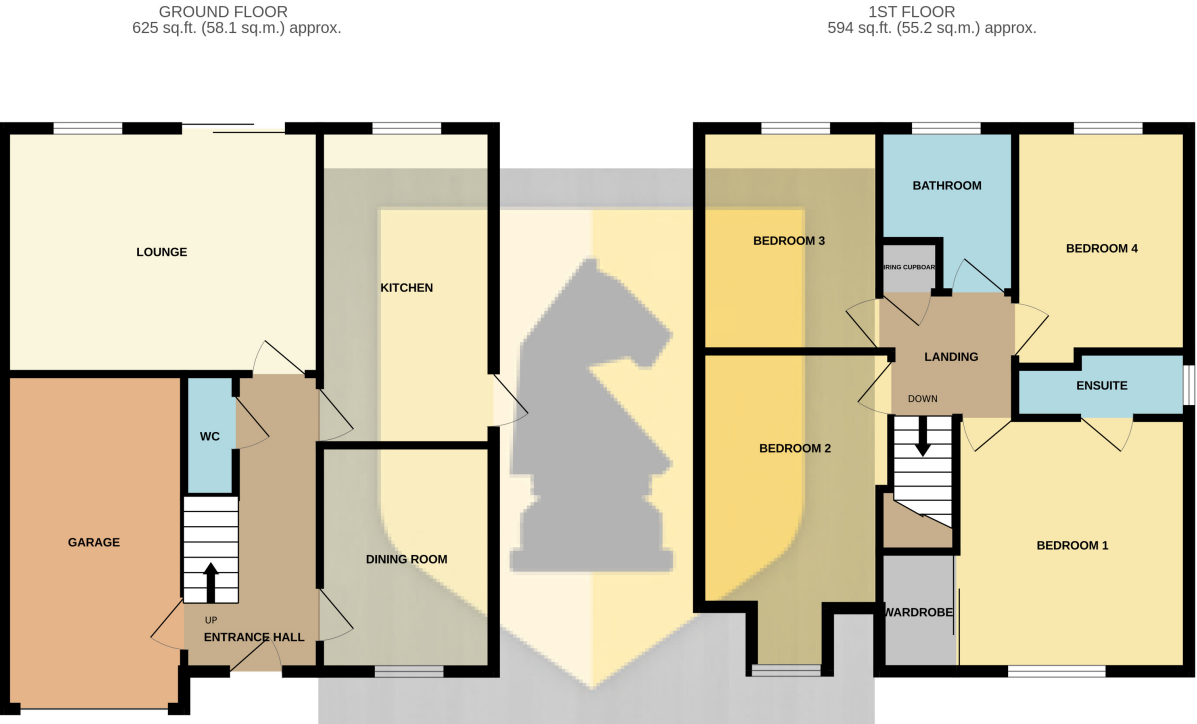 GROUND FLOOR
625 sq.ft. (58.1 sq.m.) approx.
LOUNGE
KITCHEN
WC
GARAGE
DINING ROOM
UP
ENTRANCE HALL
1ST FLOOR
594 sq.ft. (55.2 sq.m.) approx.
BATHROOM
BEDROOM 3
BEDROOM 4
IRING CUPBOAR
LANDING
ENSUITE
DOWN
BEDROOM 2
BEDROOM 1
WARDROBE